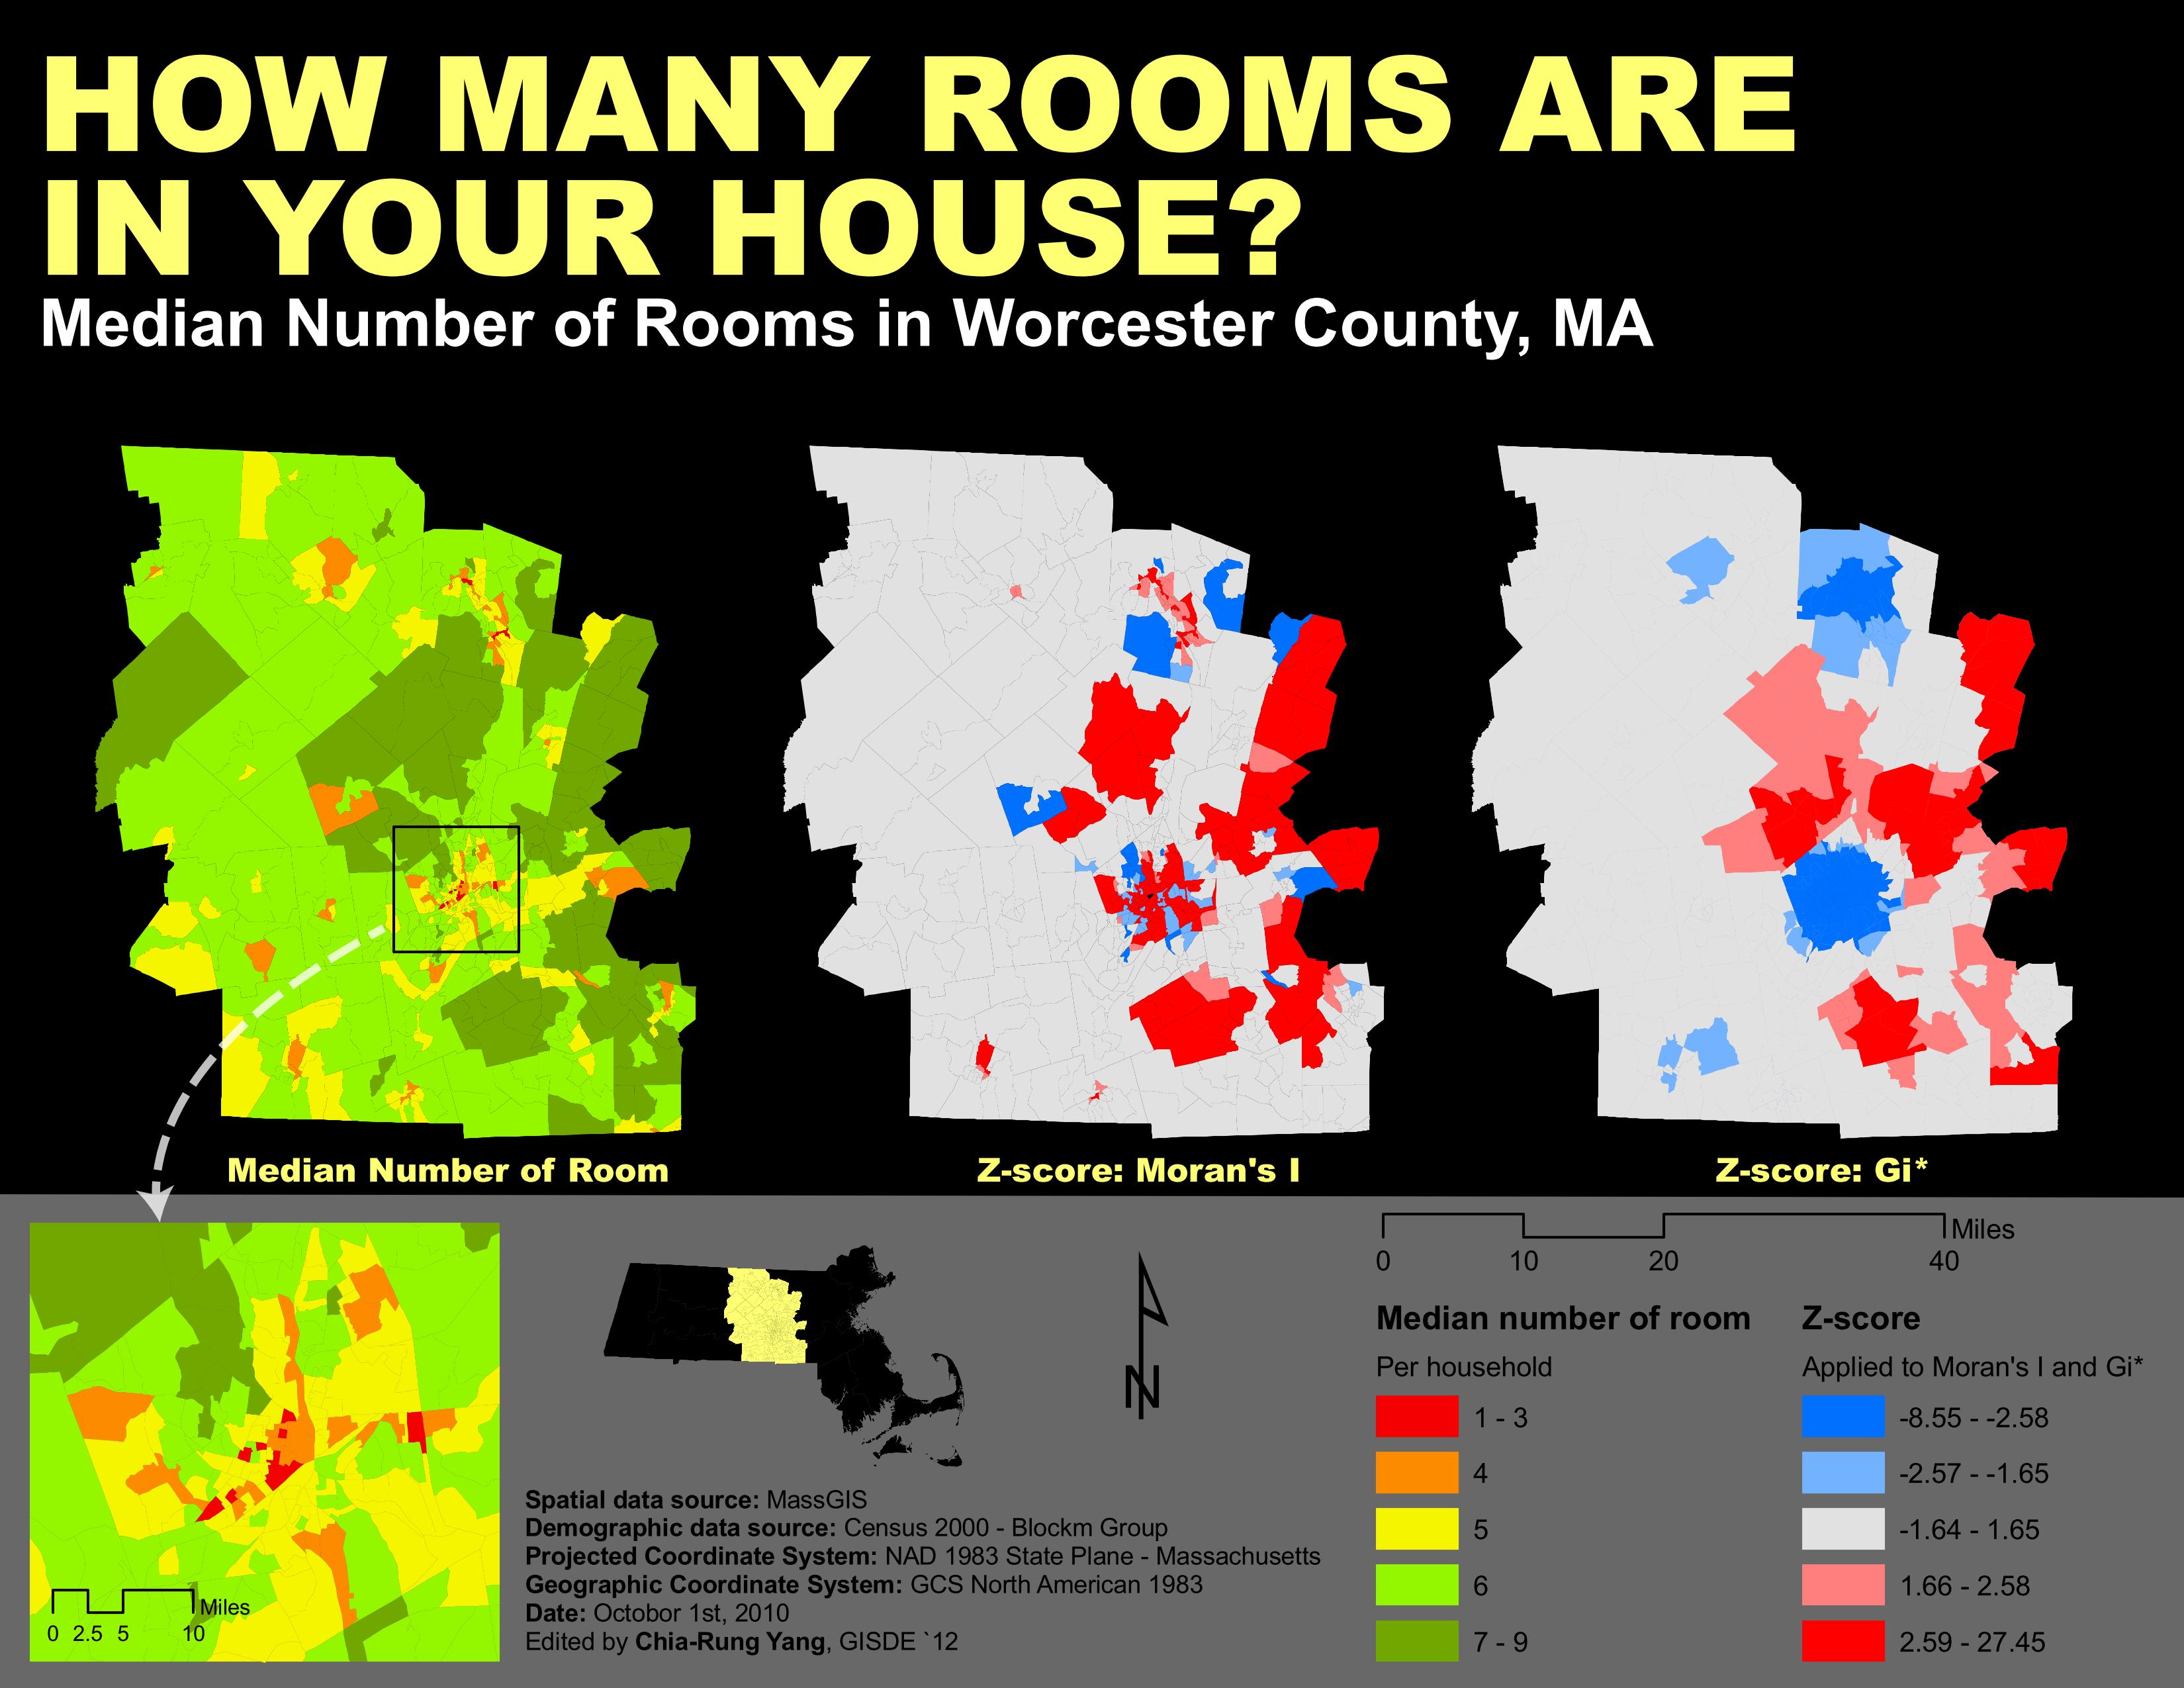 HOW MANY ROOMS ARE
IN YOUR HOUSE?
Median Number of Rooms in Worcester County, MA
Median Number of Room
Z-score: Moran's I
Z-score: Gi*
Miles
0 2.5 5 10
N
Spatial data source: MassGIS
Demographic data source: Census 2000 - Blockm Group
Projected Coordinate System: NAD 1983 State Plane - Massachusetts
Geographic Coordinate System: GCS North American 1983
Date: Octobor 1st, 2010
Edited by Chia-Rung Yang, GISDE `12
Miles
0 10 20 40
Median number of room
Per household
1 - 3
4
5
6
7 - 9
Z-score
Applied to Moran's I and Gi*
-8.55 - -2.58
-2.57 - -1.65
-1.64 - 1.65
1.66 - 2.58
2.59 - 27.45